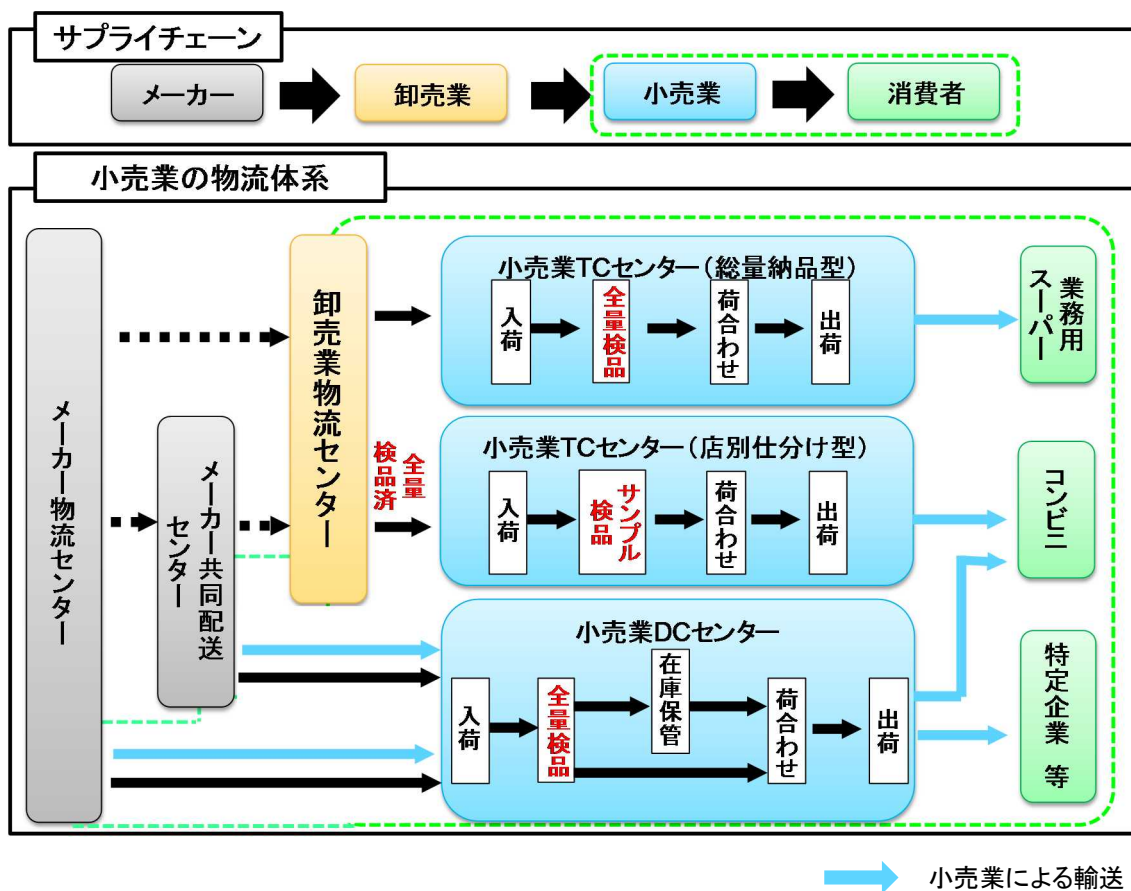 サプライチェーン
メーカー
卸売業
小売業
消費者
小売業の物流体系
メーカー物流センター
メーカー共同配送
センター
卸売業物流センター
全量
検品済
小売業TCセンター(総量納品型)
入荷
全量検品
荷合わせ
出荷
小売業TCセンター(店別仕分け型)
入荷
サンプル
検品
荷合わせ
出荷
小売業DCセンター
入荷
全量検品
在庫保管
荷合わせ
出荷
業務用
スーパー
コンビニ
特定企業 等
小売業による輸送